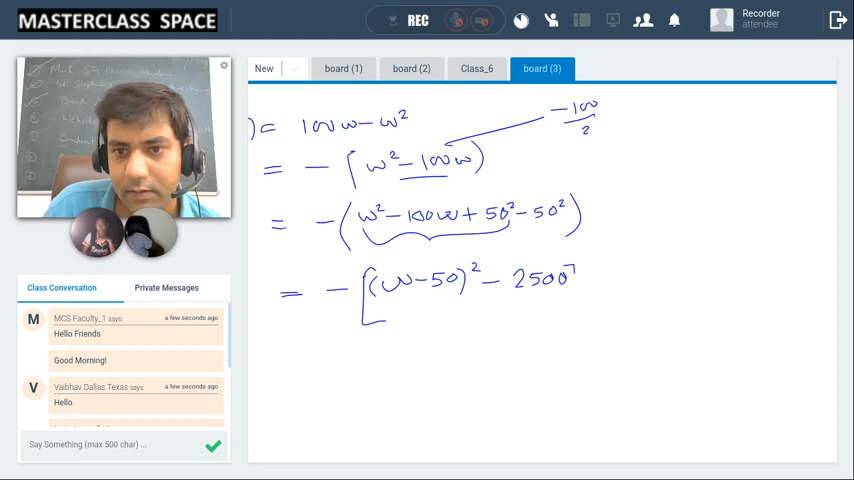 MASTERCLASS SPACE
REC
Recorder
attendee
New
board (1)
board (2)
Class_6
board (3)
) = 100w - w²
-100/2
= - [w² - 100w)
= - (w² - 100w + 50² - 50²)
= - [(w - 50)² - 2500]
Class Conversation
Private Messages
M
MCS Faculty_1 says:
a few seconds ago
Hello Friends
Good Morning!
V
Vaibhav Dallas Texas says:
a few seconds ago
Hello
Say Something (max 500 char) ...